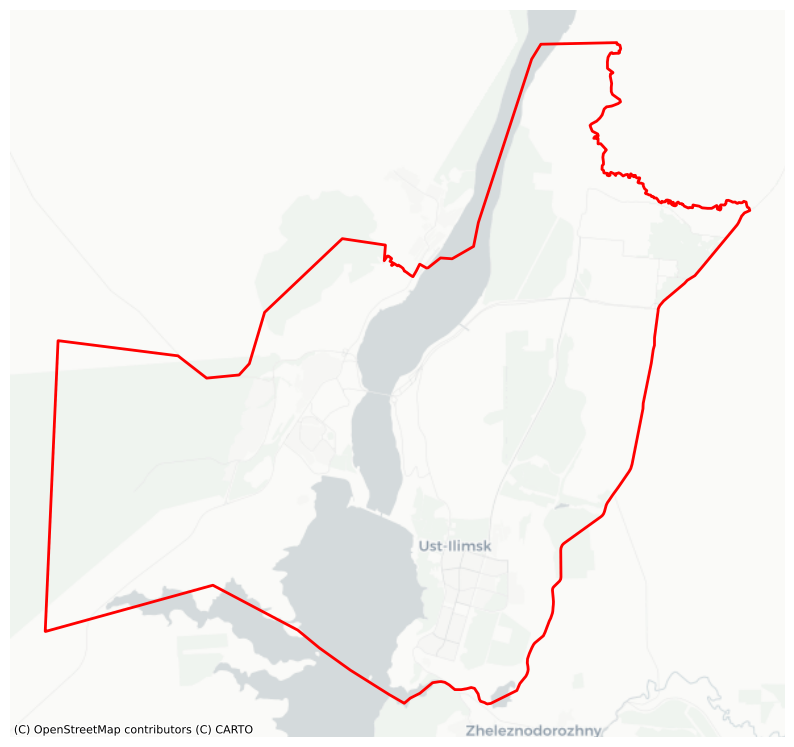 Ust-Ilimsk
Zheleznodorozhny
(C) OpenStreetMap contributors (C) CARTO